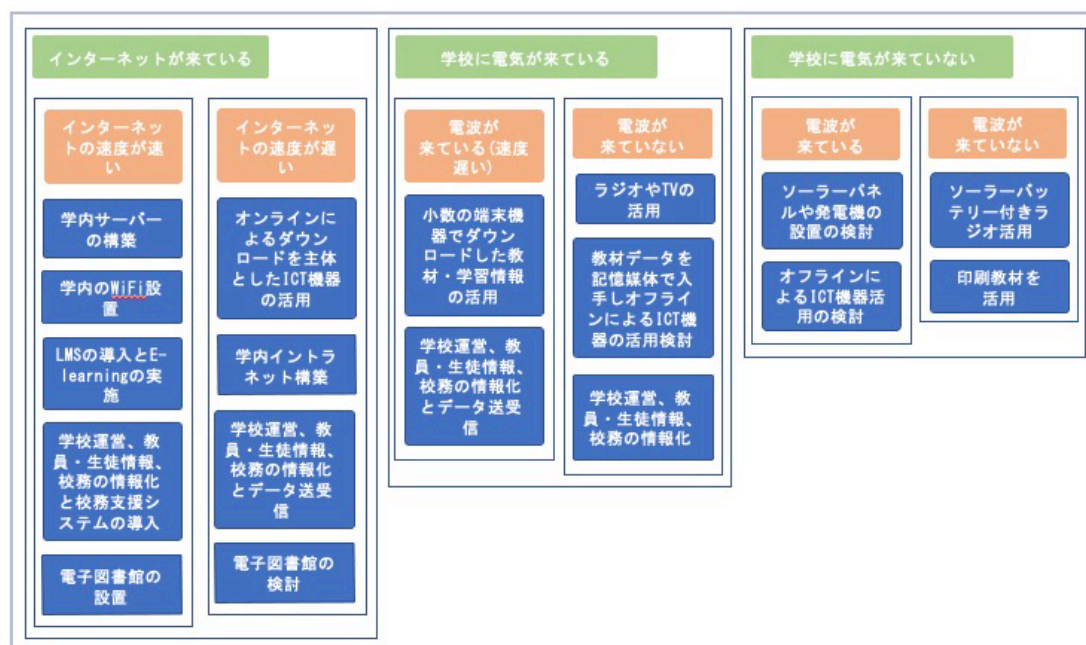 インターネットが来ている
インターネッ
トの速度が速
い
学内サーバー
の構築
学内のWiFi設
置
LMSの導入とE-
learningの実
施
学校運営、教
員・生徒情報、
校務の情報化
と校務支援シ
ステムの導入
電子図書館の
設置
インターネッ
トの速度が遅
い
オンラインに
よるダウン
ロードを主体
としたICT機器
の活用
学内イントラ
ネット構築
学校運営、教
員・生徒情報、
校務の情報化
とデータ送受
信
電子図書館の
検討
学校に電気が来ている
電波が
来ている(速度
遅い)
小数の端末機
器でダウン
ロードした教
材・学習情報
の活用
学校運営、教
員・生徒情報、
校務の情報化
とデータ送受
信
電波が
来ていない
ラジオやTVの
活用
教材データを
記憶媒体で入
手しオフライ
ンによるICT機
器の活用検討
学校運営、教
員・生徒情報、
校務の情報化
学校に電気が来ていない
電波が
来ている
ソーラーパネ
ルや発電機の
設置の検討
オフラインに
よるICT機器活
用の検討
電波が
来ていない
ソーラーバッ
テリー付きラ
ジオ活用
印刷教材を
活用